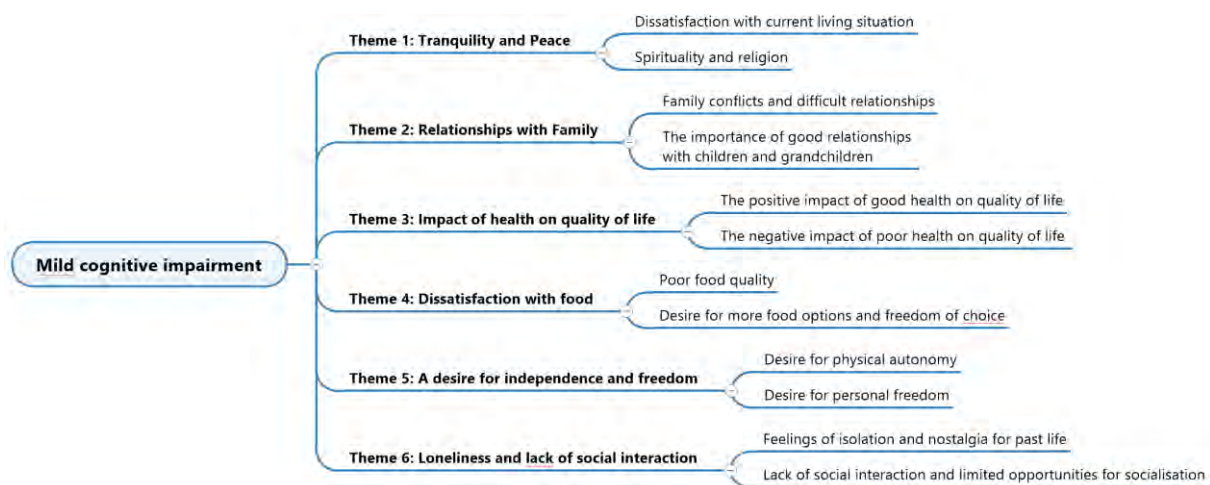 Dissatisfaction with current living situation
Theme 1: Tranquility and Peace
Spirituality and religion
Family conflicts and difficult relationships
Theme 2: Relationships with Family
The importance of good relationships
with children and grandchildren
The positive impact of good health on quality of life
Theme 3: Impact of health on quality of life
The negative impact of poor health on quality of life
Mild cognitive impairment
Poor food quality
Theme 4: Dissatisfaction with food
Desire for more food options and freedom of choice
Desire for physical autonomy
Theme 5: A desire for independence and freedom
Desire for personal freedom
Feelings of isolation and nostalgia for past life
Theme 6: Loneliness and lack of social interaction
Lack of social interaction and limited opportunities for socialisation